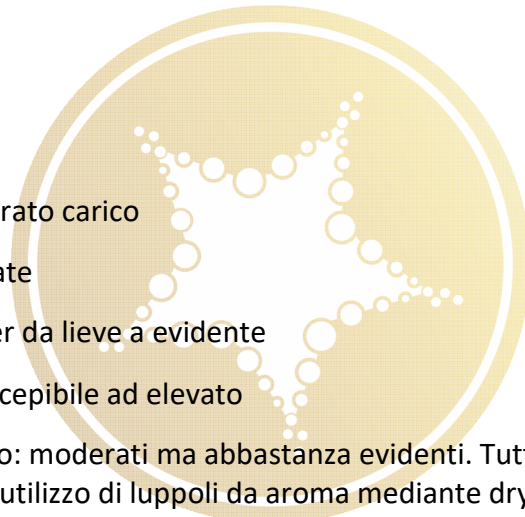 rato carico
ate
er da lieve a evidente
cepibile ad elevato
o: moderati ma abbastanza evidenti. Tut
utilizzo di luppoli da aroma mediante dry